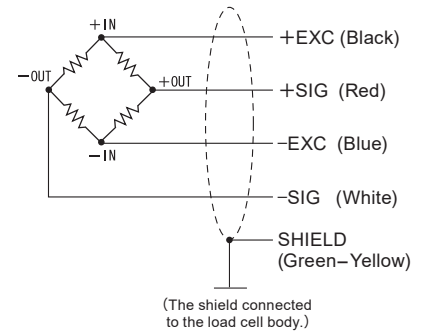 +IN
+EXC (Black)
−OUT
+OUT
+SIG (Red)
−EXC (Blue)
−IN
−SIG (White)
SHIELD
(Green−Yellow)
(The shield connected
to the load cell body.)